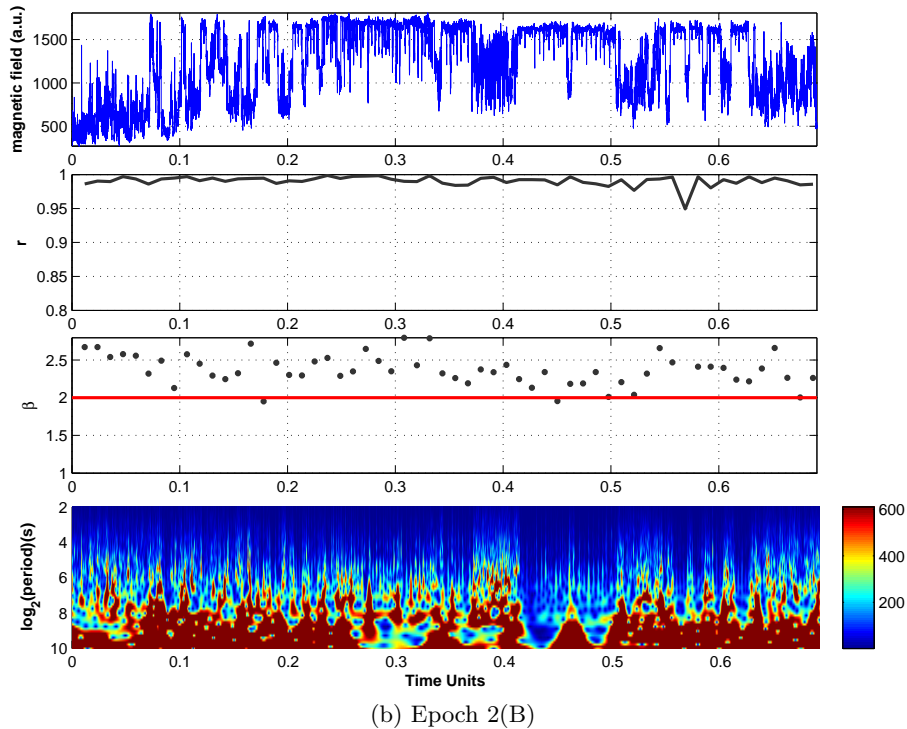 magnetic field (a.u.)
1500
1000
500
0 0.1 0.2 0.3 0.4 0.5 0.6
r
1
0.95
0.9
0.85
0.8
0 0.1 0.2 0.3 0.4 0.5 0.6
β
2.5
2
1.5
1
0 0.1 0.2 0.3 0.4 0.5 0.6
log2(period)(s)
2
4
6
8
10
0 0.1 0.2 0.3 0.4 0.5 0.6
Time Units
600
400
200
(b) Epoch 2(B)